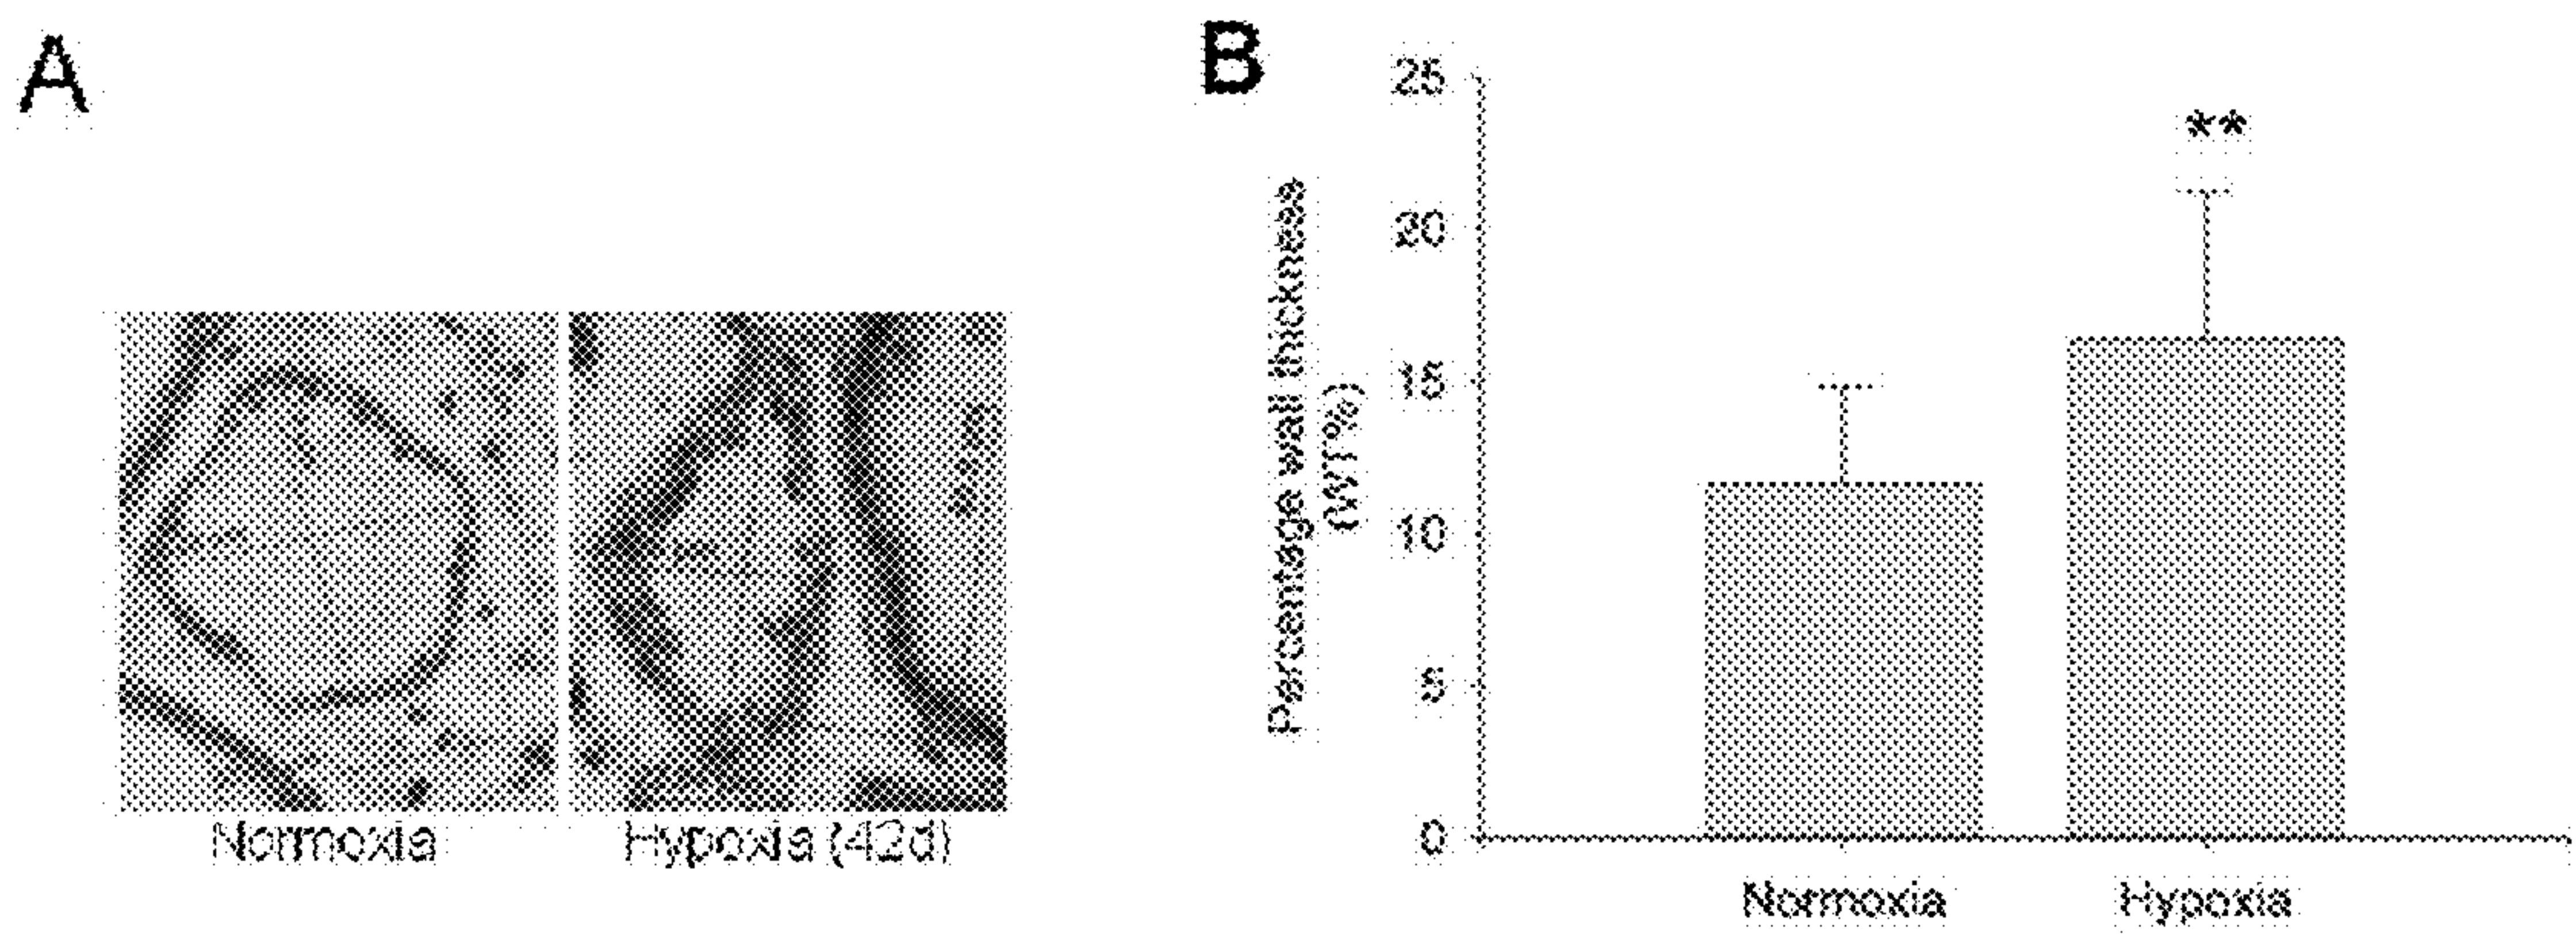 A
Normoxia
Hypoxia (42d)
B
Percentage wall thickness
(WT%)
25
20
15
10
5
0
**
Normoxia
Hypoxia